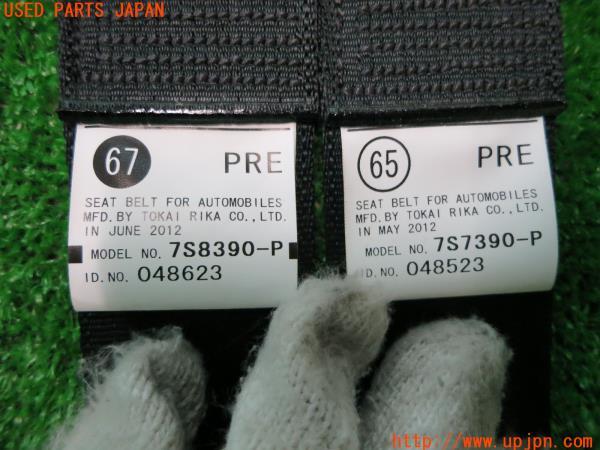 USED PARTS JAPAN
67 PRE
SEAT BELT FOR AUTOMOBILES
MFD. BY TOKAI RIKA CO., LTD.
IN JUNE 2012
MODEL NO. 7S8390-P
ID. NO. 048623
65 PRE
SEAT BELT FOR AUTOMOBILES
MFD. BY TOKAI RIKA CO., LTD.
IN MAY 2012
MODEL NO. 7S7390-P
ID. NO. 048523
http://www.upjpn.com/